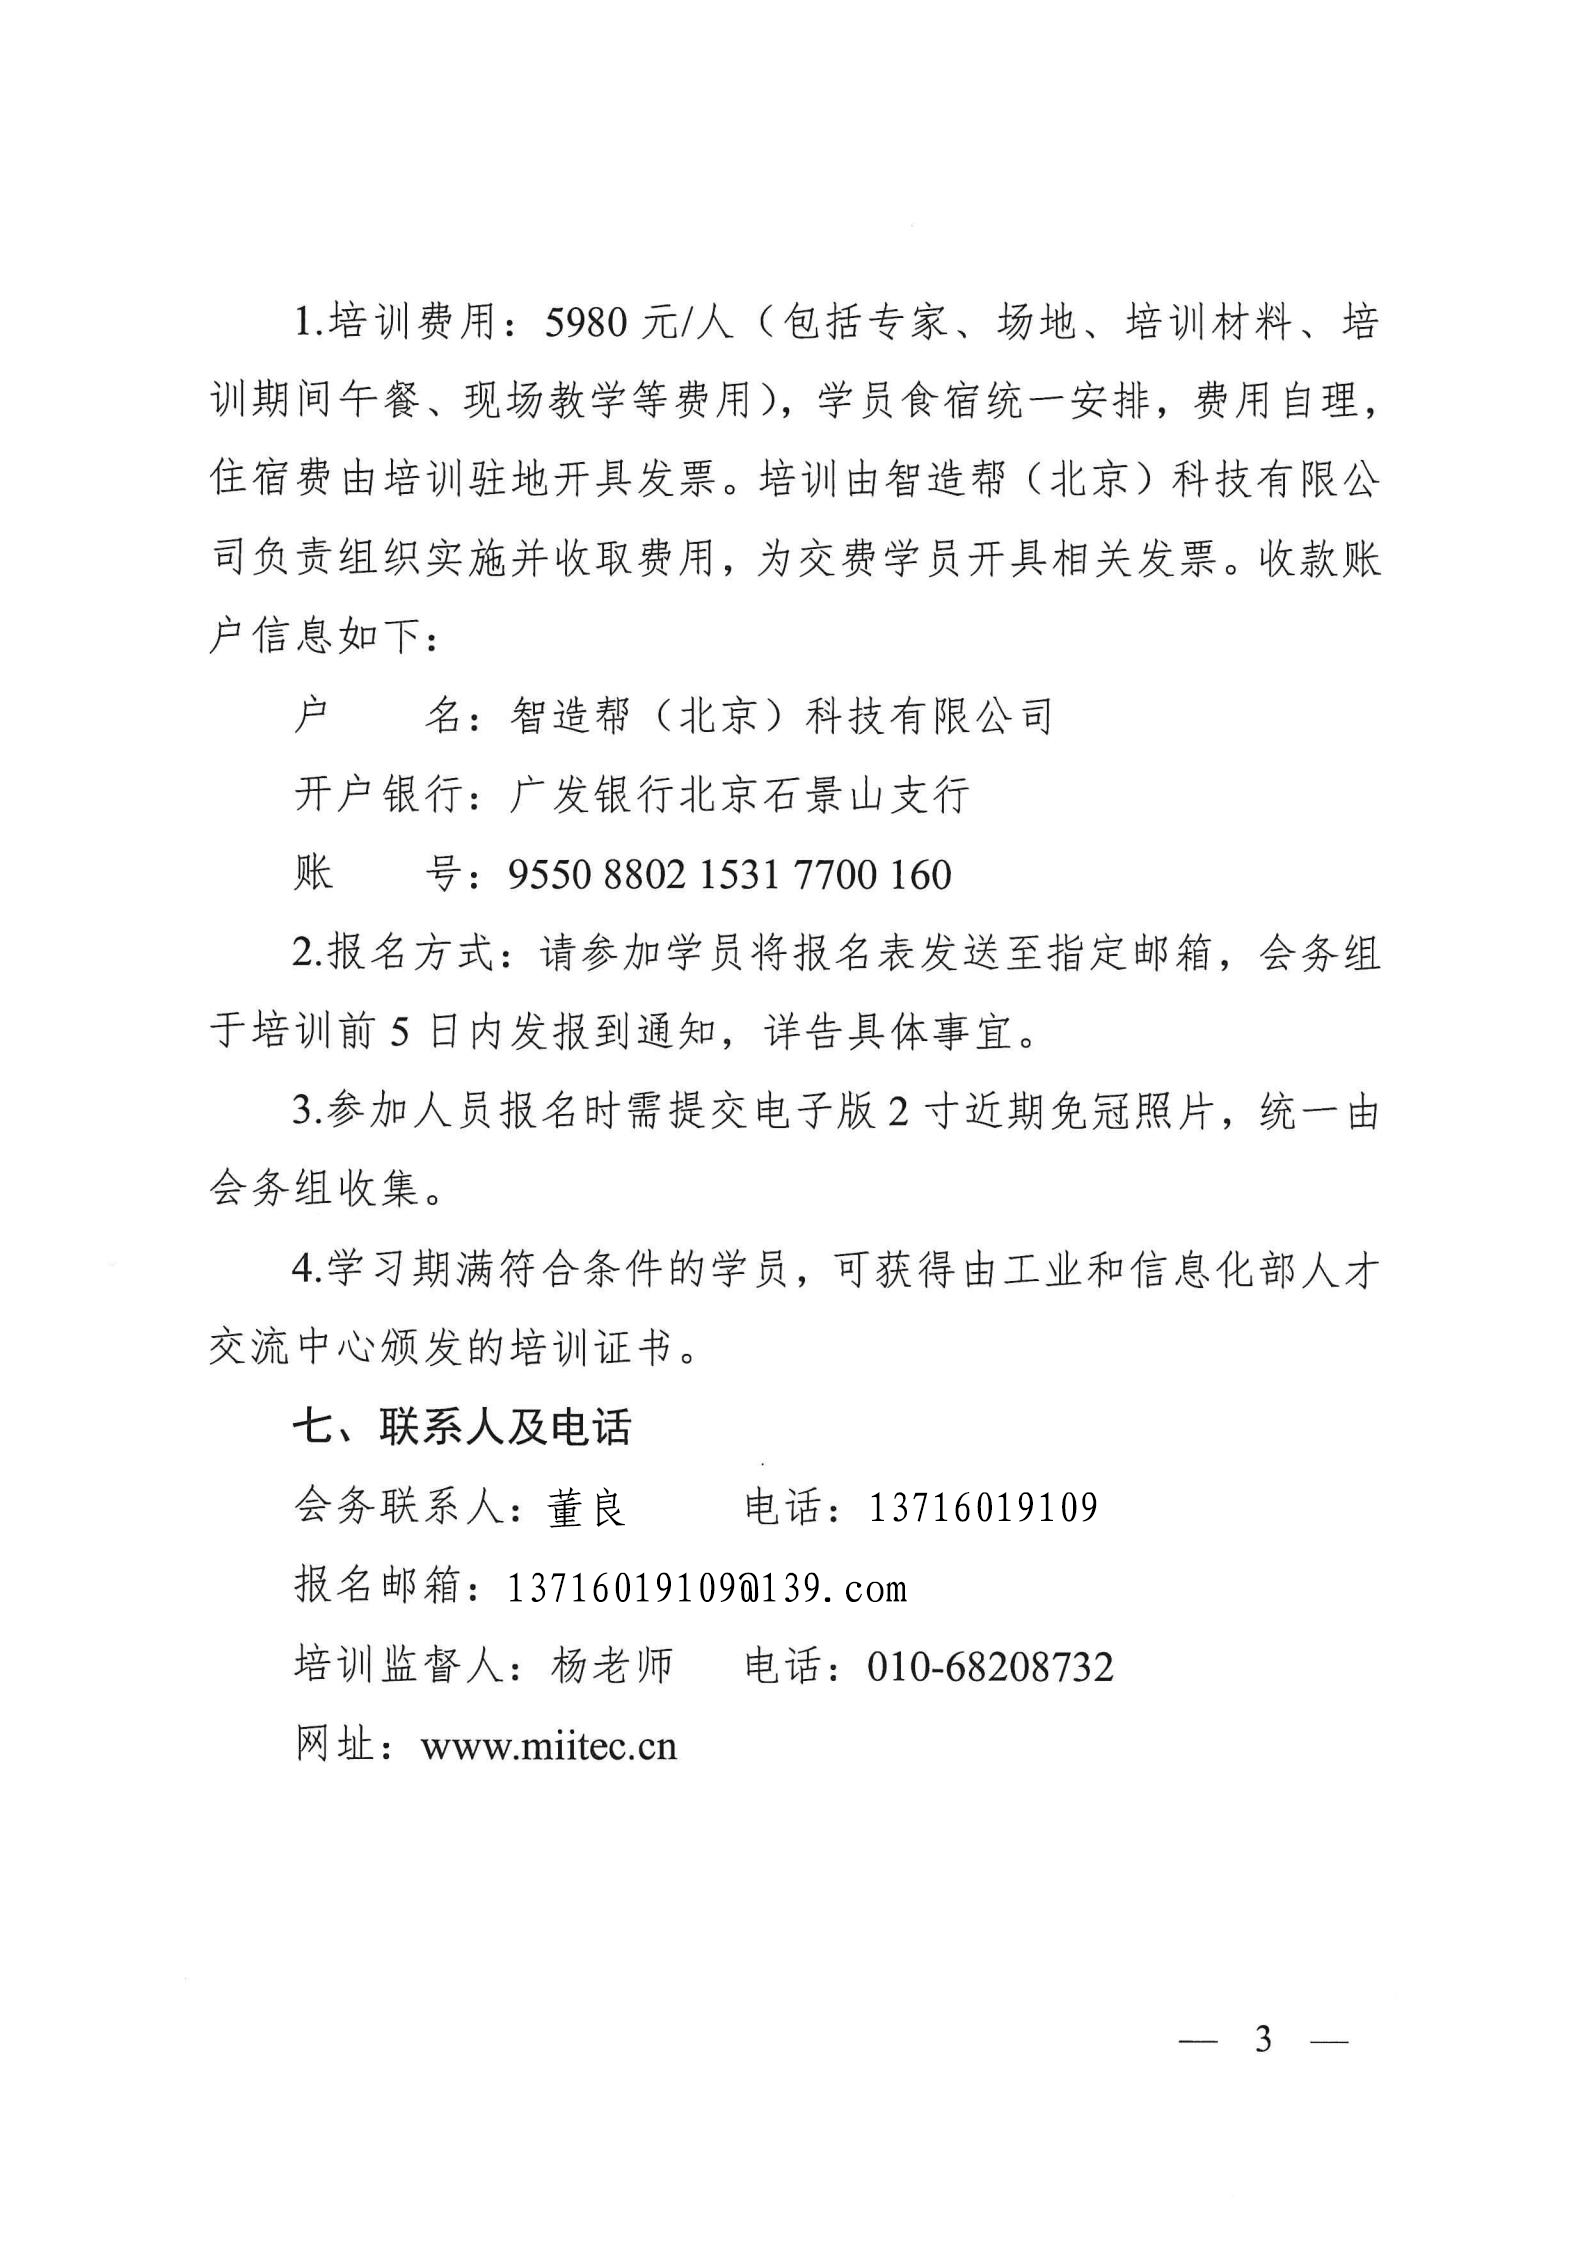 1.培训费用：5980 元/人（包括专家、场地、培训材料、培
训期间午餐、现场教学等费用），学员食宿统一安排，费用自理，
住宿费由培训驻地开具发票。培训由智造帮（北京）科技有限公
司负责组织实施并收取费用，为交费学员开具相关发票。收款账
户信息如下：
户　　名：智造帮（北京）科技有限公司
开户银行：广发银行北京石景山支行
账　　号：9550 8802 1531 7700 160
2.报名方式：请参加学员将报名表发送至指定邮箱，会务组
于培训前 5 日内发报到通知，详告具体事宜。
3.参加人员报名时需提交电子版 2 寸近期免冠照片，统一由
会务组收集。
4.学习期满符合条件的学员，可获得由工业和信息化部人才
交流中心颁发的培训证书。
七、联系人及电话
会务联系人：董良　　电话：13716019109
报名邮箱：13716019109@139.com
培训监督人：杨老师　电话：010-68208732
网址：www.miitec.cn
— 3 —